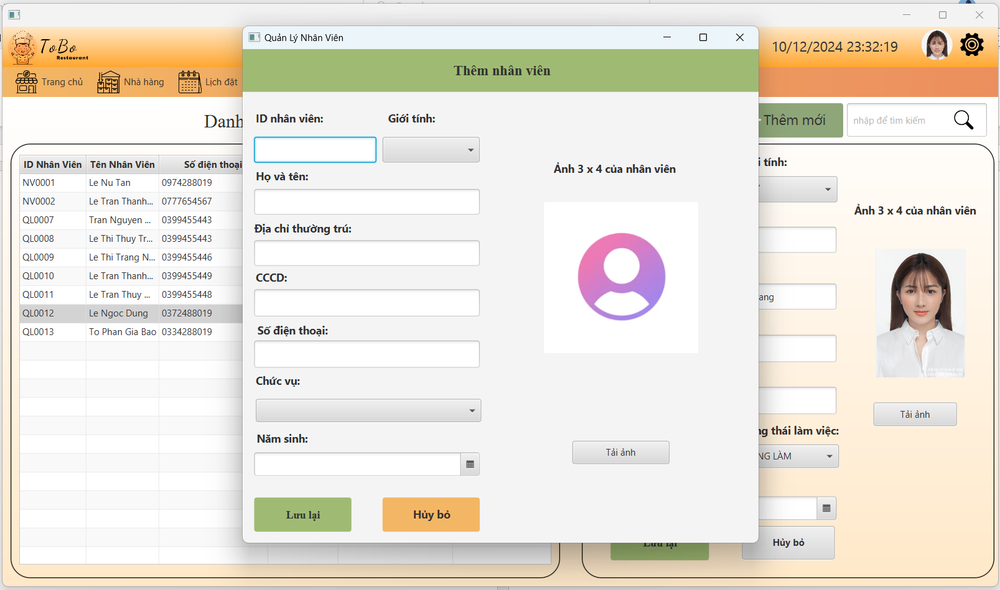 Quản Lý Nhân Viên
ToBo
Restaurant
10/12/2024 23:32:19
Trang chủ
Nhà hàng
Lịch đặt
Thêm nhân viên
Danh
Thêm mới
nhập để tìm kiếm
ID nhân viên:
Giới tính:
Họ và tên:
Địa chỉ thường trú:
CCCD:
Số điện thoại:
Chức vụ:
Năm sinh:
Lưu lại
Hủy bỏ
Ảnh 3 x 4 của nhân viên
Tải ảnh
ID Nhân Viên Tên Nhân Viên Số điện thoại
NV0001 Le Nu Tan 0974288019
NV0002 Le Tran Thanh... 0777654567
QL0007 Tran Nguyen ... 0399455443
QL0008 Le Thi Thuy Tr... 0399455443
QL0009 Le Thi Trang N... 0399455446
QL0010 Le Tran Thanh... 0399455449
QL0011 Le Tran Thuy ... 0399455448
QL0012 Le Ngoc Dung 0372488019
QL0013 To Phan Gia Bao 0334288019
i tính:
Ảnh 3 x 4 của nhân viên
ang
Tải ảnh
ng thái làm việc:
NG LÀM
Lưu lại
Hủy bỏ